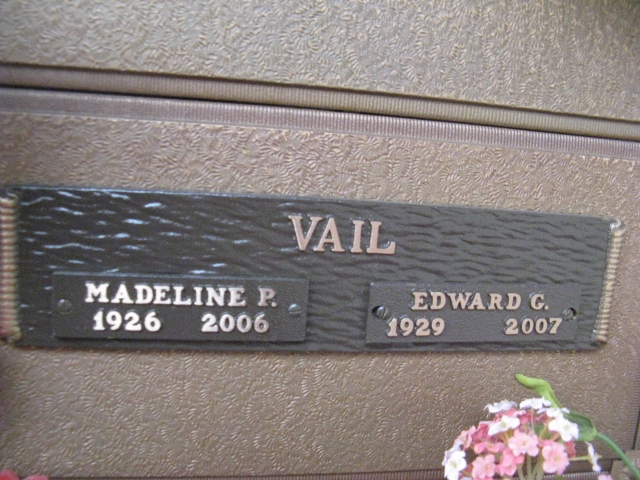 VAIL
MADELINE P.
1926 2006
EDWARD G.
1929 2007